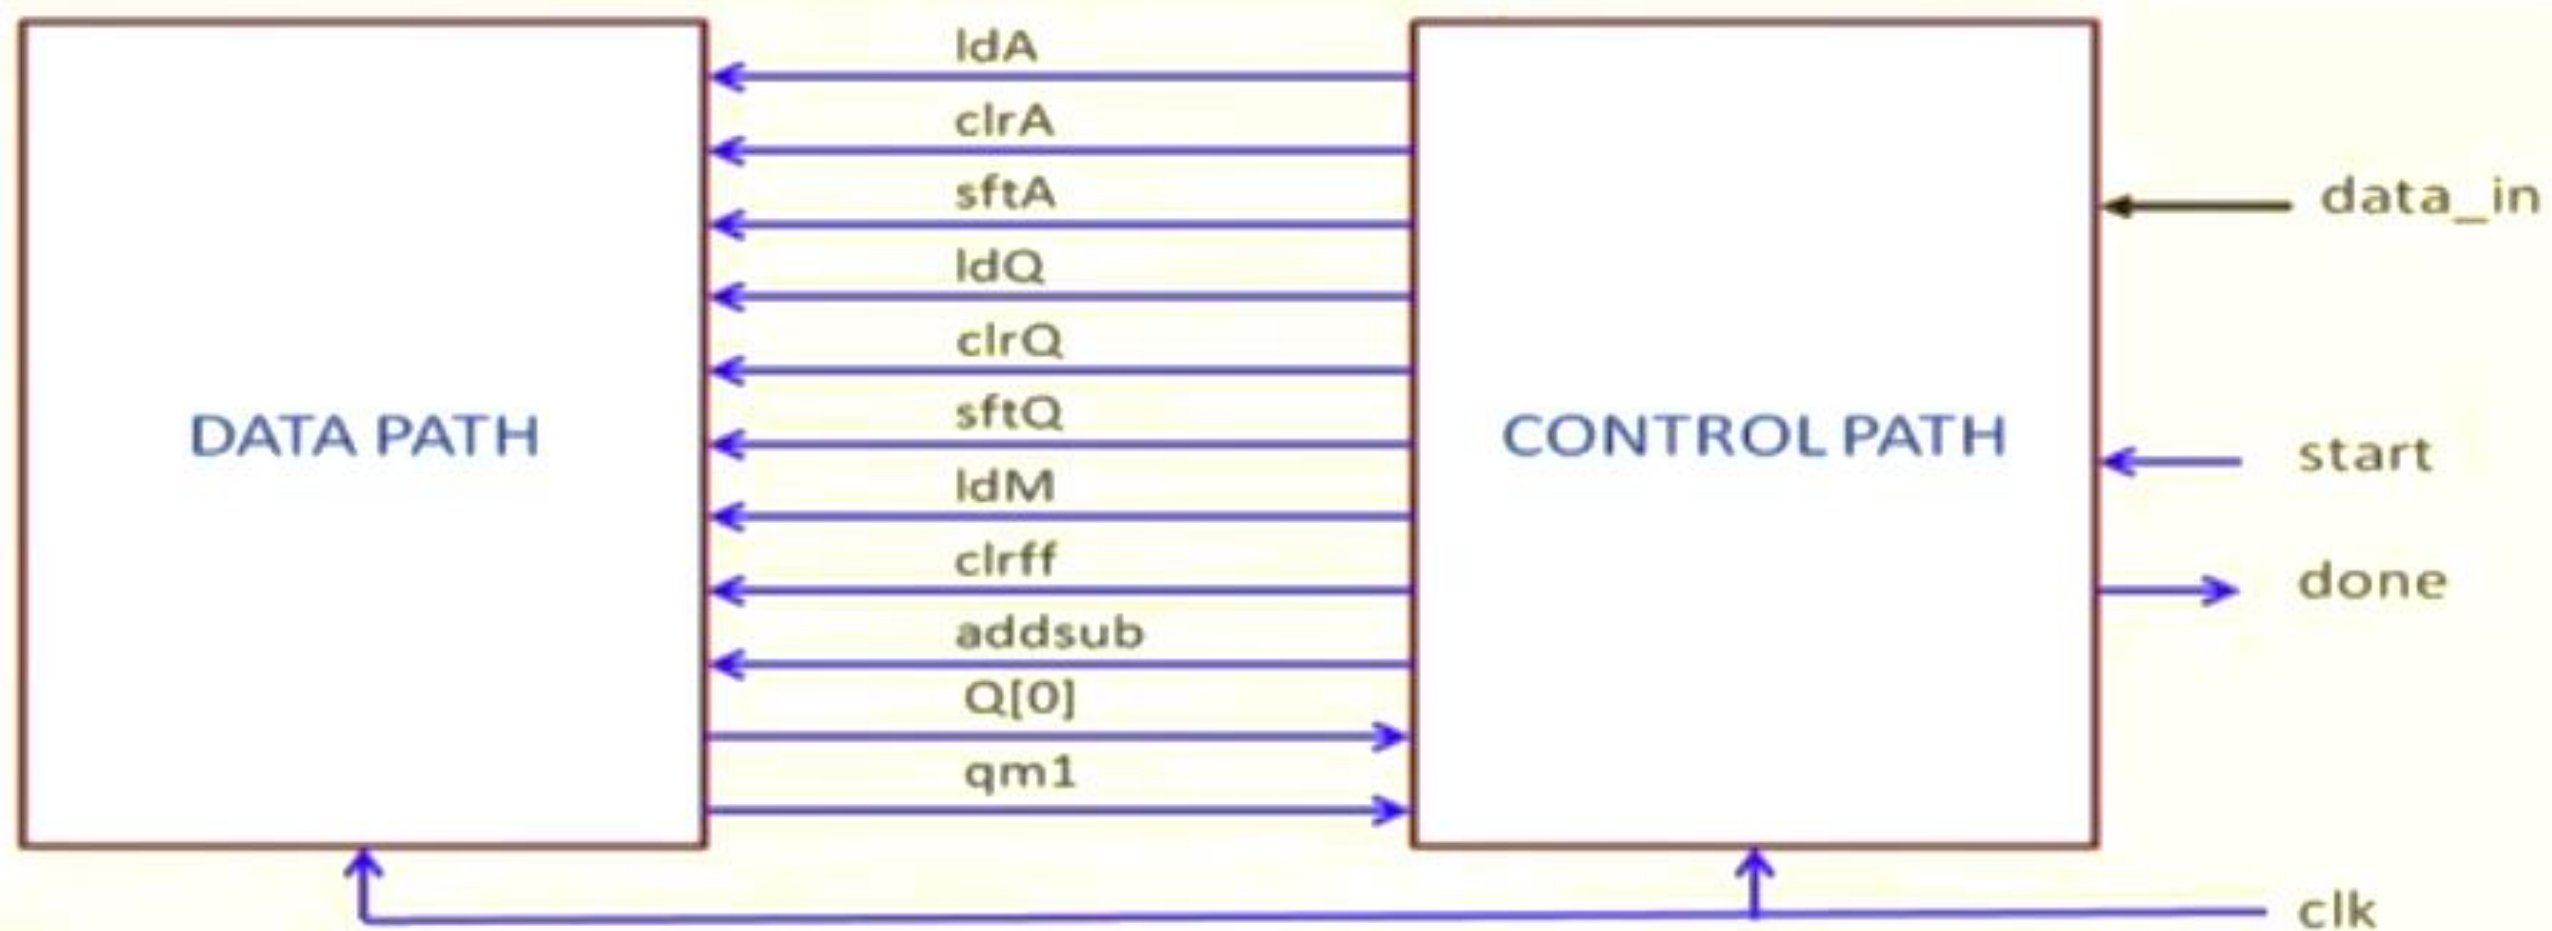 ldA
clrA
sftA
ldQ
clrQ
sftQ
ldM
clrff
addsub
Q[0]
qm1
DATA PATH
CONTROL PATH
data_in
start
done
clk